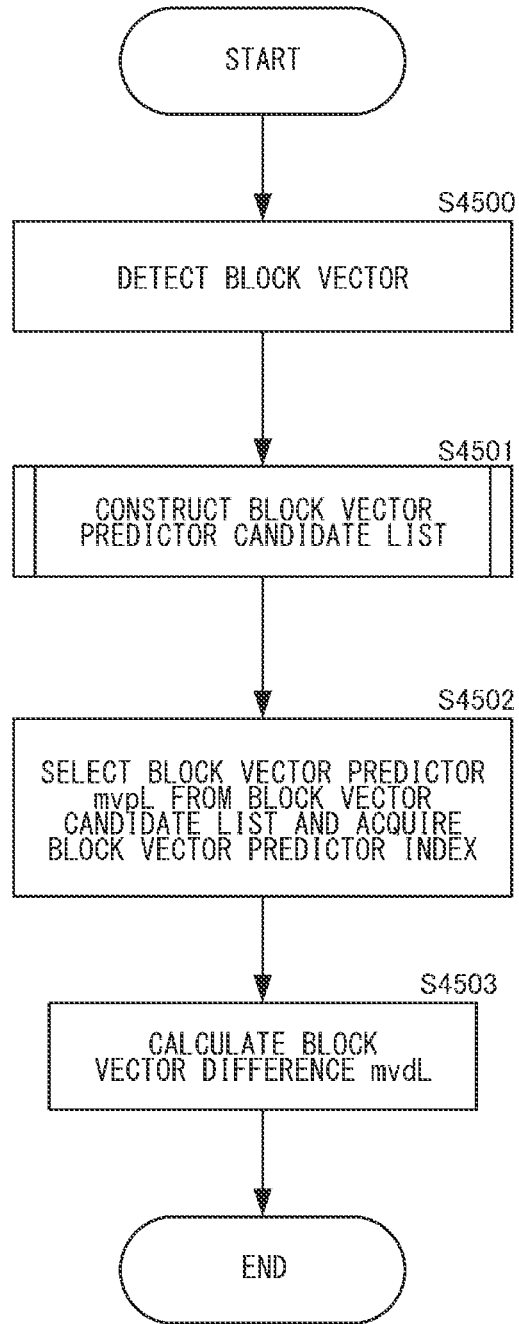 START
S4500
DETECT BLOCK VECTOR
S4501
CONSTRUCT BLOCK VECTOR
PREDICTOR CANDIDATE LIST
S4502
SELECT BLOCK VECTOR PREDICTOR
mvpL FROM BLOCK VECTOR
CANDIDATE LIST AND ACQUIRE
BLOCK VECTOR PREDICTOR INDEX
S4503
CALCULATE BLOCK
VECTOR DIFFERENCE mvdL
END